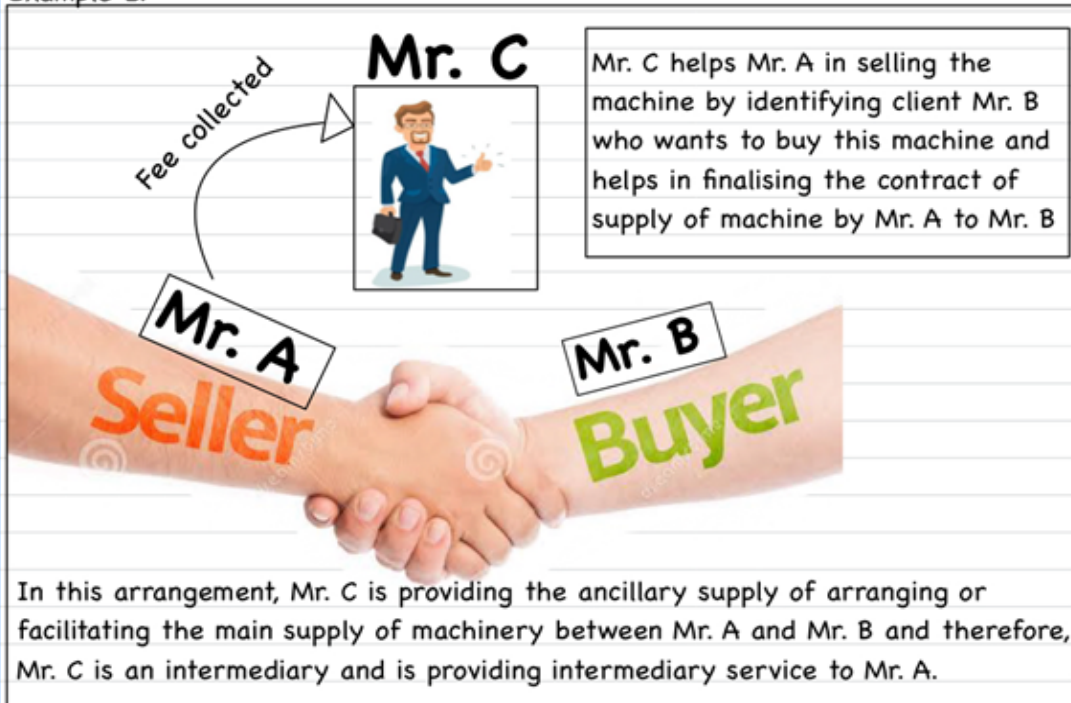 Mr. C
Fee collected
Mr. C helps Mr. A in selling the
machine by identifying client Mr. B
who wants to buy this machine and
helps in finalising the contract of
supply of machine by Mr. A to Mr. B
Mr. A
Mr. B
Seller
Buyer
In this arrangement, Mr. C is providing the ancillary supply of arranging or
facilitating the main supply of machinery between Mr. A and Mr. B and therefore,
Mr. C is an intermediary and is providing intermediary service to Mr. A.